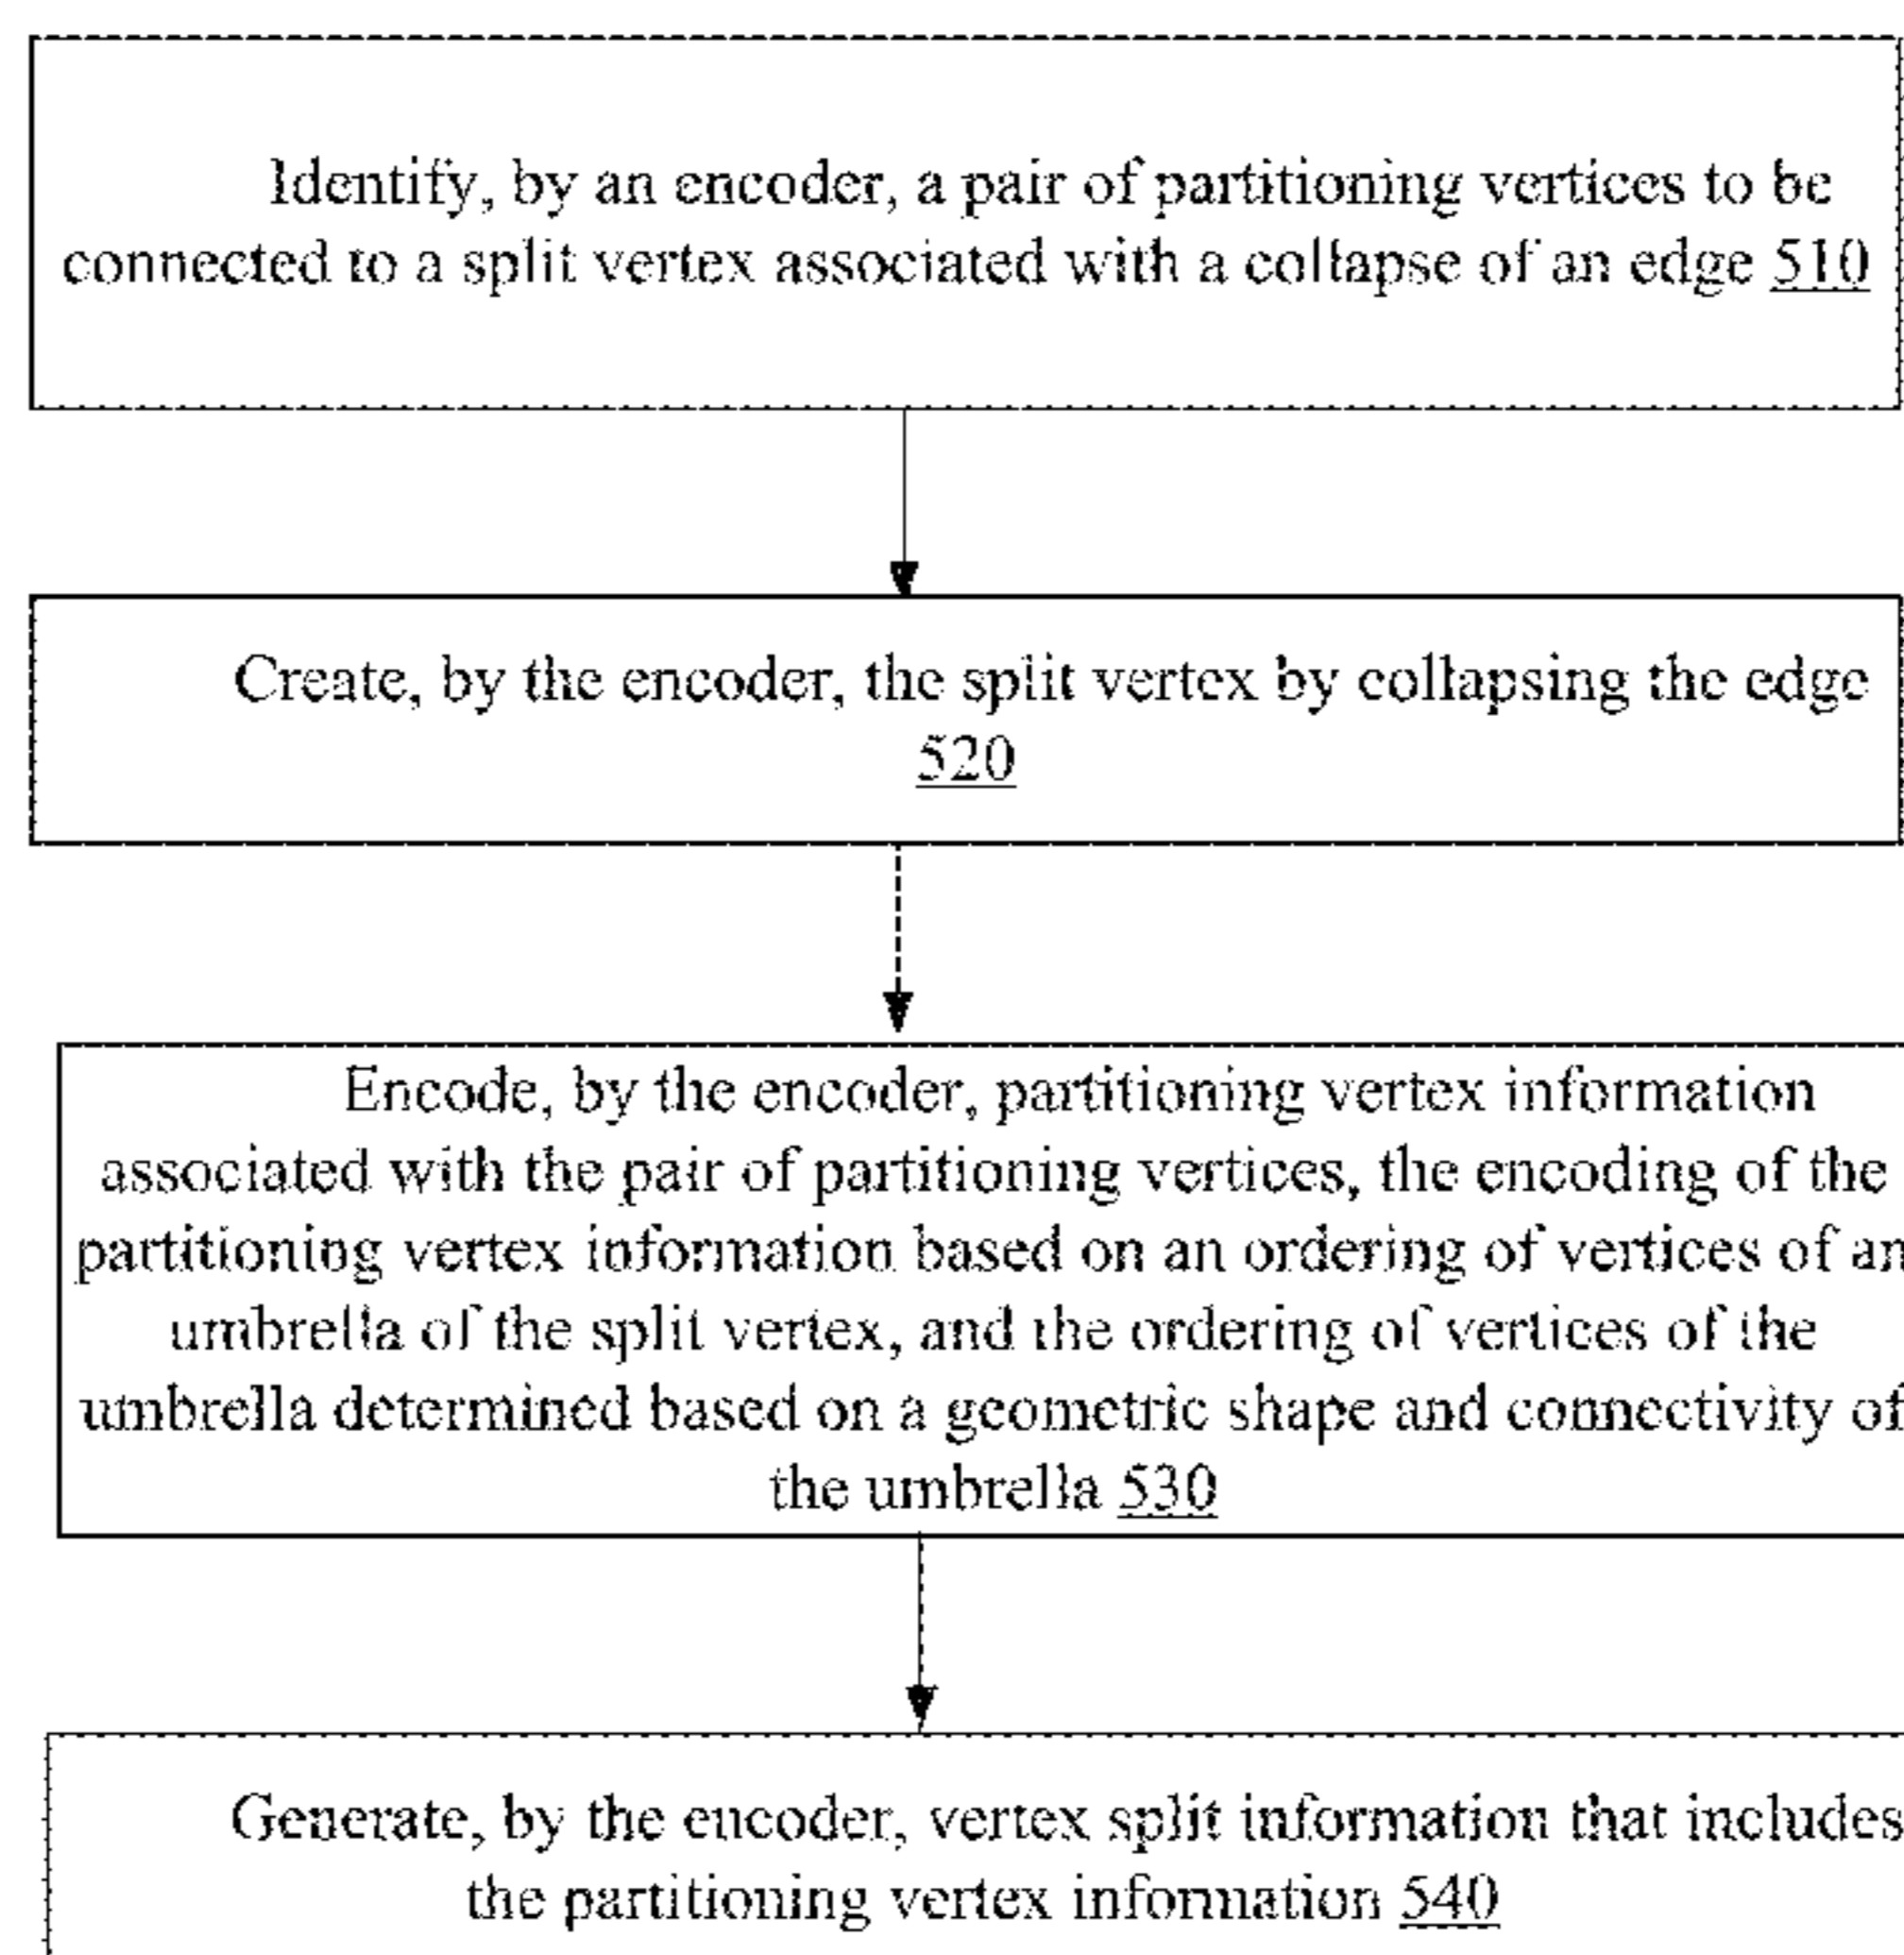 Identify, by an encoder, a pair of partitioning vertices to be
connected to a split vertex associated with a collapse of an edge 510
Create, by the encoder, the split vertex by collapsing the edge
520
Encode, by the encoder, partitioning vertex information
associated with the pair of partitioning vertices, the encoding of the
partitioning vertex information based on an ordering of vertices of an
umbrella of the split vertex, and the ordering of vertices of the
umbrella determined based on a geometric shape and connectivity of
the umbrella 530
Generate, by the encoder, vertex split information that includes
the partitioning vertex information 540